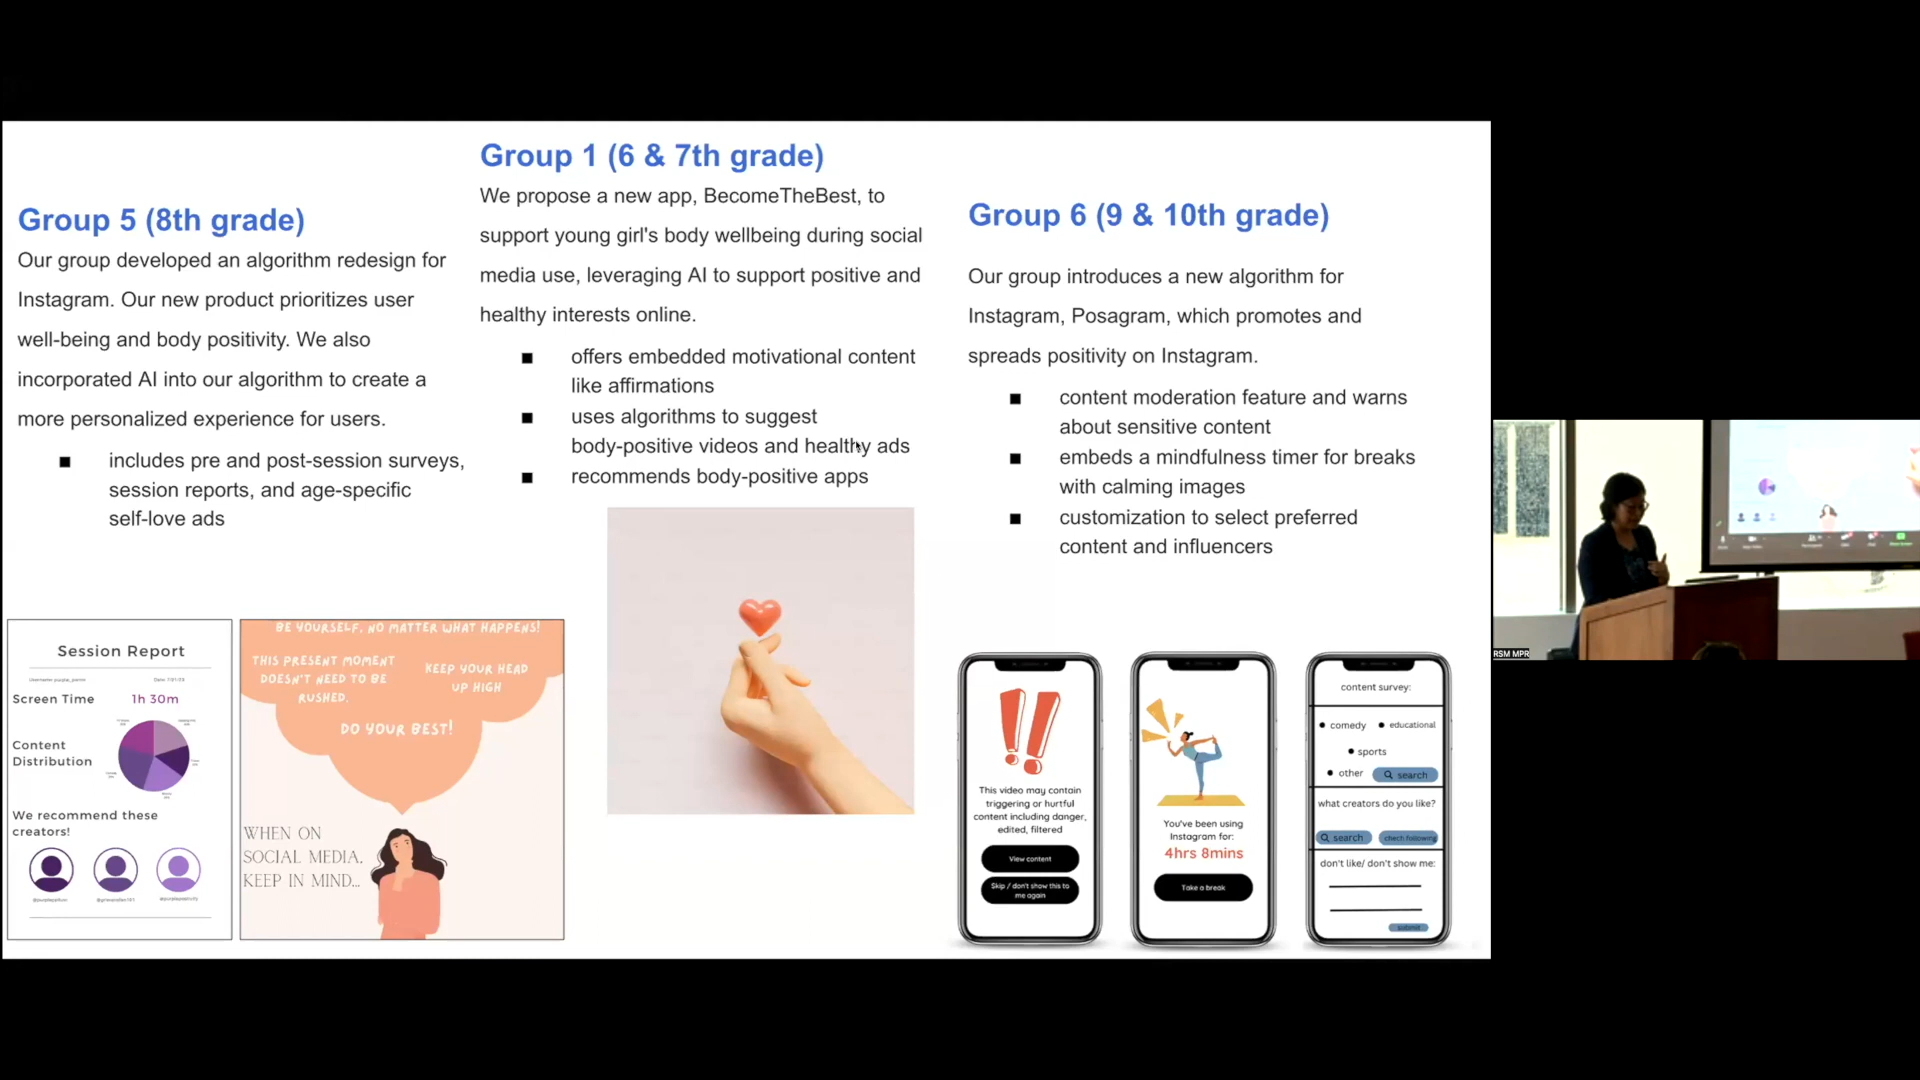 Group 5 (8th grade)
Our group developed an algorithm redesign for
Instagram. Our new product prioritizes user
well-being and body positivity. We also
incorporated AI into our algorithm to create a
more personalized experience for users.
■ includes pre and post-session surveys,
session reports, and age-specific
self-love ads
Session Report
Screen Time 1h 30m
Content
Distribution
We recommend these
creators!
BE YOURSELF, NO MATTER WHAT HAPPENS!
THIS PRESENT MOMENT
DOESN'T NEED TO BE
RUSHED.
KEEP YOUR HEAD
UP HIGH
DO YOUR BEST!
WHEN ON
SOCIAL MEDIA,
KEEP IN MIND...
Group 1 (6 & 7th grade)
We propose a new app, BecomeTheBest, to
support young girl's body wellbeing during social
media use, leveraging AI to support positive and
healthy interests online.
■ offers embedded motivational content
like affirmations
■ uses algorithms to suggest
body-positive videos and healthy ads
■ recommends body-positive apps
Group 6 (9 & 10th grade)
Our group introduces a new algorithm for
Instagram, Posagram, which promotes and
spreads positivity on Instagram.
■ content moderation feature and warns
about sensitive content
■ embeds a mindfulness timer for breaks
with calming images
■ customization to select preferred
content and influencers
!!
This video may contain
triggering or hurtful
content including danger,
edited, filtered
View content
Skip / don't show this to
me again
You've been using
Instagram for:
4hrs 8mins
Take a break
content survey:
• comedy • educational
• sports
• other search
what creators do you like?
search check following
don't like/ don't show me:
submit
RSM MPR